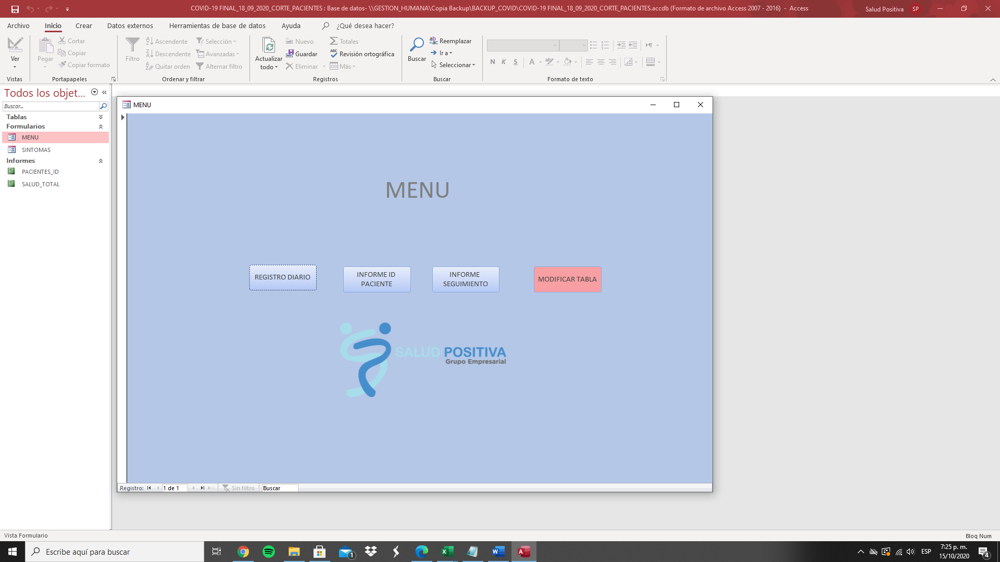 COVID-19 FINAL_18_09_2020_CORTE_PACIENTES : Base de datos- \\GESTION_HUMANA\Copia Backup\BACKUP_COVID\COVID-19 FINAL_18_09_2020_CORTE_PACIENTES.accdb (Formato de archivo Access 2007 - 2016) - Access
Salud Positiva SP
Archivo Inicio Crear Datos externos Herramientas de base de datos Ayuda ¿Qué desea hacer?
Ver
Vistas
Pegar
Cortar
Copiar
Copiar formato
Portapapeles
Filtro
Ascendente
Descendente
Quitar orden
Selección
Avanzadas
Alternar filtro
Ordenar y filtrar
Actualizar
todo
Nuevo
Guardar
Eliminar
Totales
Revisión ortográfica
Más
Registros
Buscar
Reemplazar
Ir a
Seleccionar
Buscar
N K S A
Formato de texto
Todos los objet...
Buscar...
Tablas
Formularios
MENU
SINTOMAS
Informes
PACIENTES_ID
SALUD_TOTAL
MENU
MENU
REGISTRO DIARIO
INFORME ID
PACIENTE
INFORME
SEGUIMIENTO
MODIFICAR TABLA
SALUD POSITIVA
Grupo Empresarial
Registro: 1 de 1 Sin filtro Buscar
Vista Formulario
Bloq Num
Escribe aquí para buscar
1
ESP
7:25 p. m.
15/10/2020
4